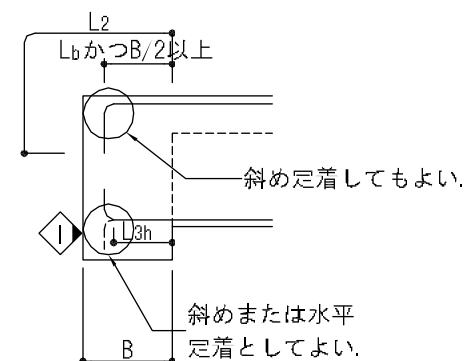 L2
LbかつB/2以上
斜め定着してもよい.
L3h
斜めまたは水平
定着としてよい.
B